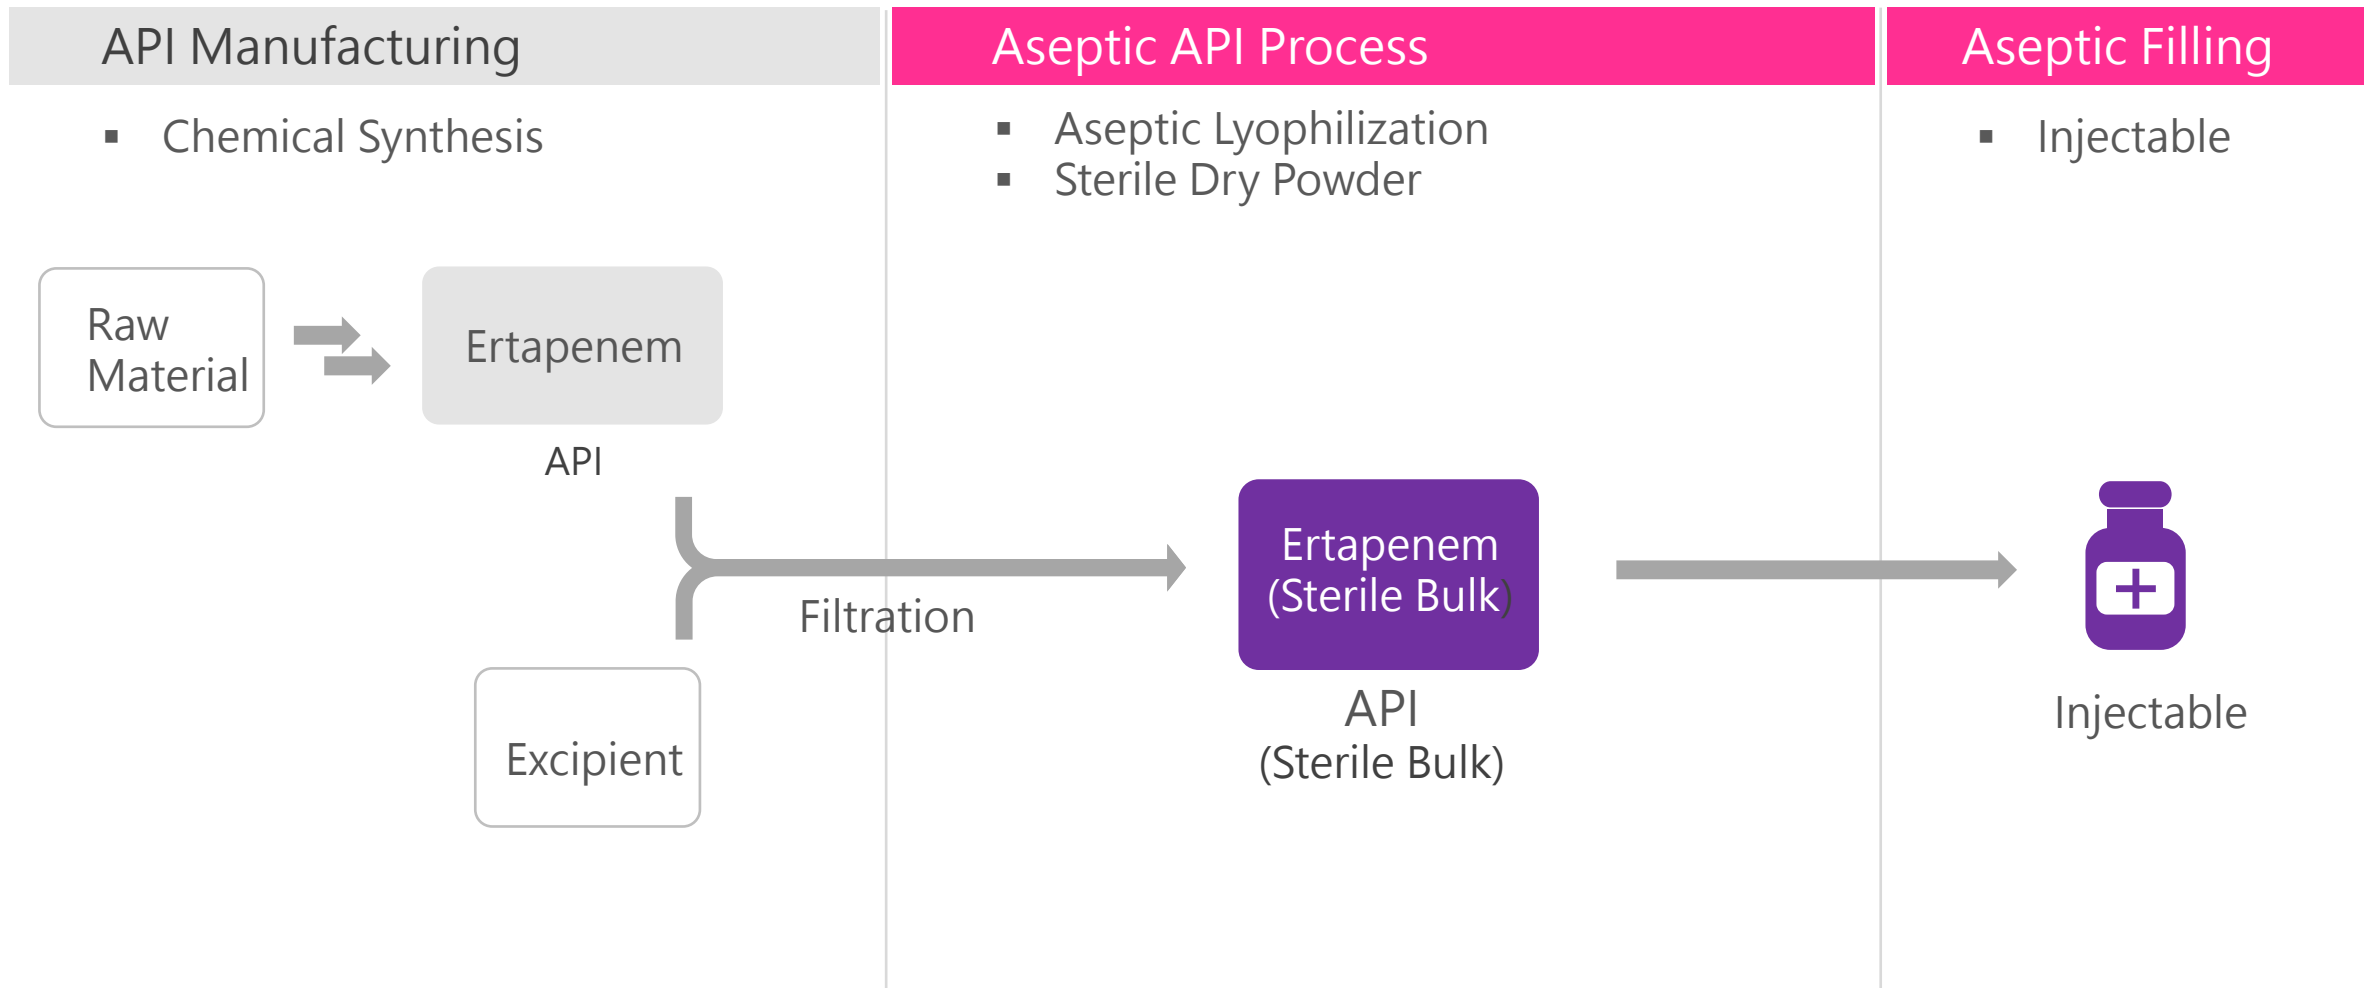 API Manufacturing
Aseptic API Process
Aseptic Filling
▪ Chemical Synthesis
▪ Aseptic Lyophilization
▪ Sterile Dry Powder
▪ Injectable
Raw
Material
Ertapenem
API
Filtration
Excipient
Ertapenem
(Sterile Bulk)
API
(Sterile Bulk)
Injectable